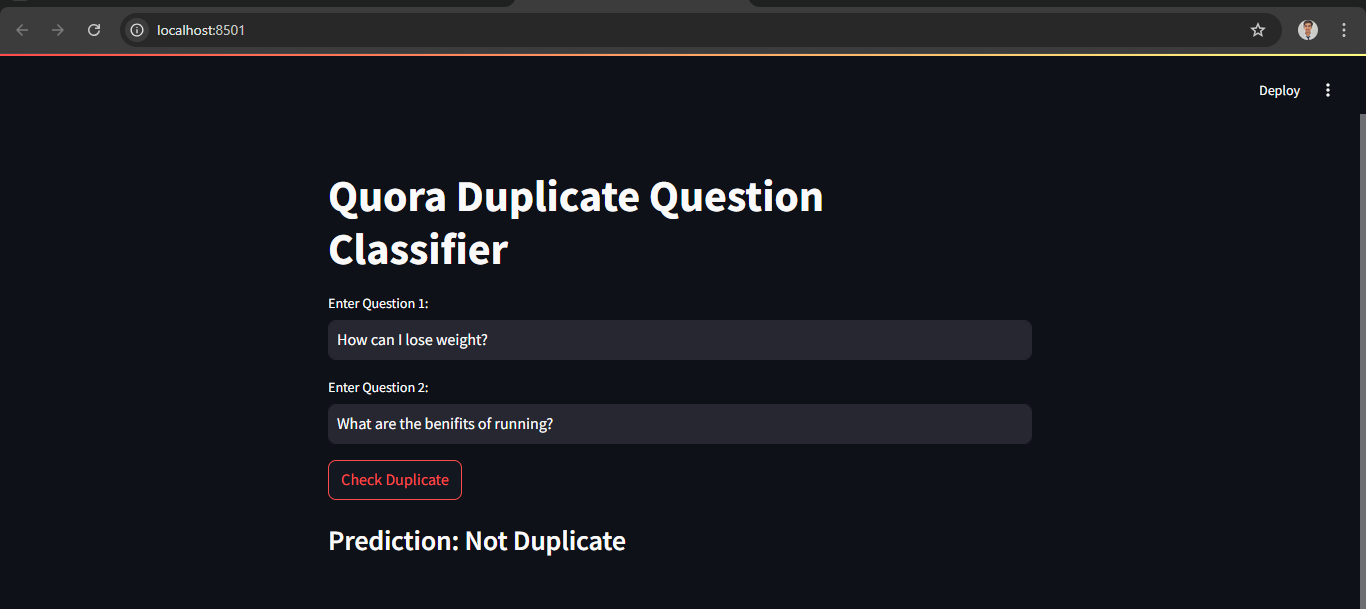 localhost:8501
Deploy
Quora Duplicate Question
Classifier
Enter Question 1:
How can I lose weight?
Enter Question 2:
What are the benifits of running?
Check Duplicate
Prediction: Not Duplicate